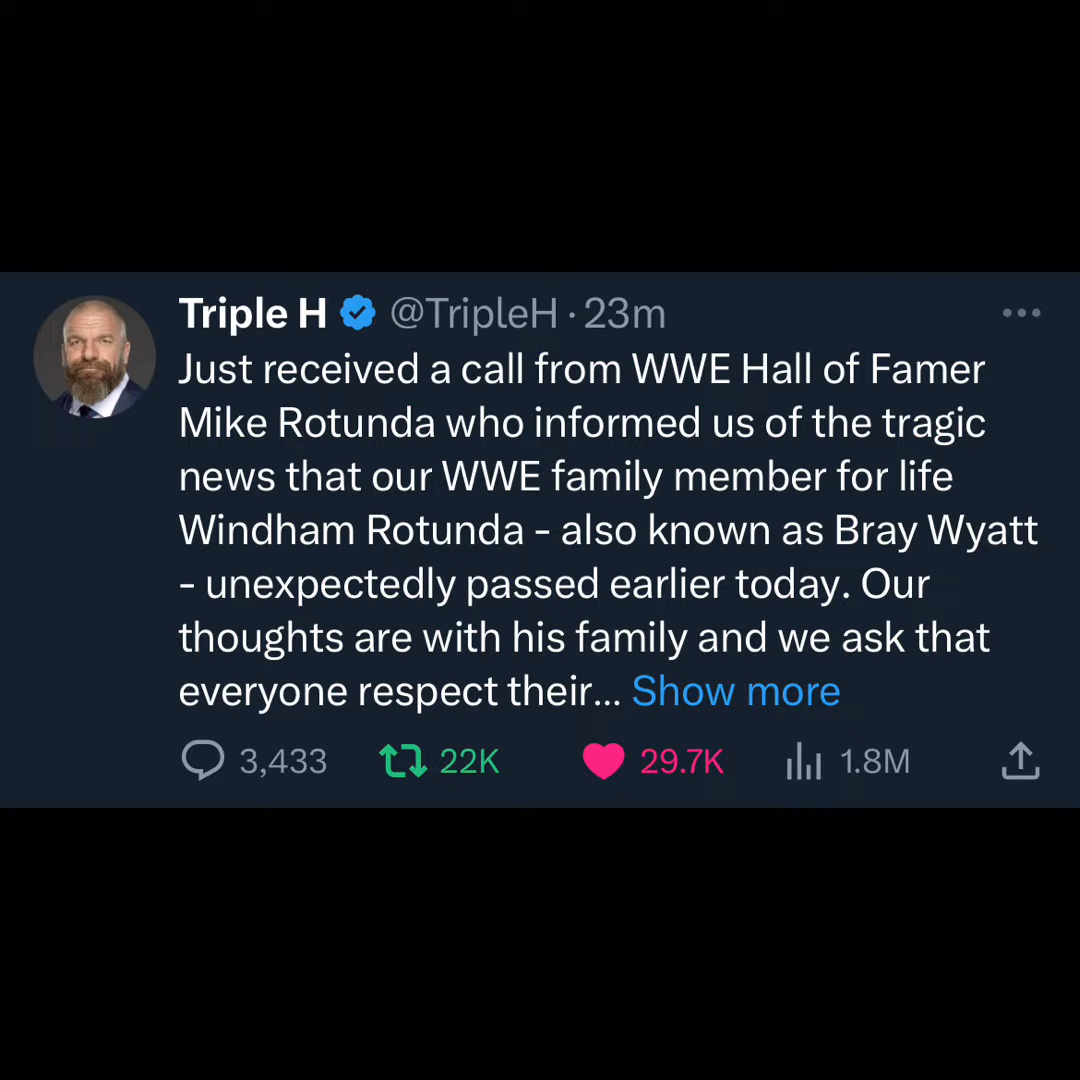 Triple H @TripleH · 23m
Just received a call from WWE Hall of Famer
Mike Rotunda who informed us of the tragic
news that our WWE family member for life
Windham Rotunda - also known as Bray Wyatt
- unexpectedly passed earlier today. Our
thoughts are with his family and we ask that
everyone respect their... Show more
3,433 22K 29.7K 1.8M